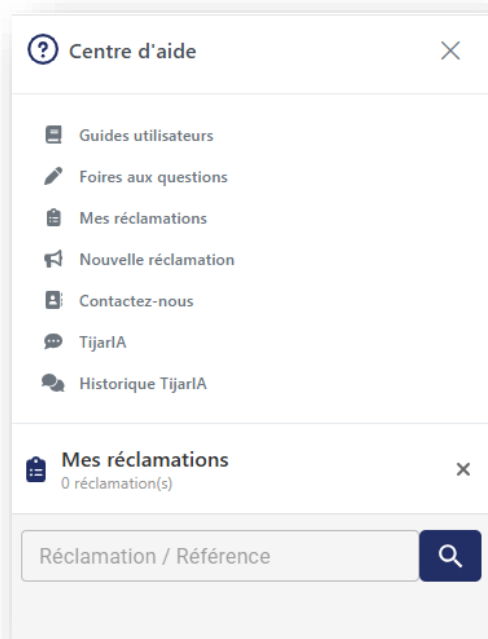 Centre d'aide
Guides utilisateurs
Foires aux questions
Mes réclamations
Nouvelle réclamation
Contactez-nous
TijarIA
Historique TijarIA
Mes réclamations
0 réclamation(s)
Réclamation / Référence